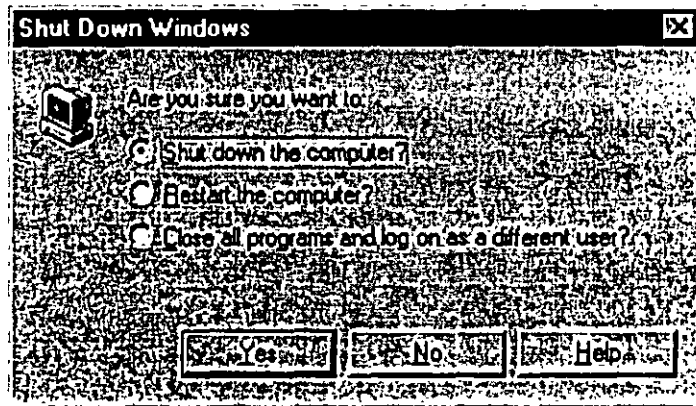 Shut Down Windows
Are you sure you want to:
Shut down the computer?
Restart the computer?
Close all programs and log on as a different user?
Yes No Help